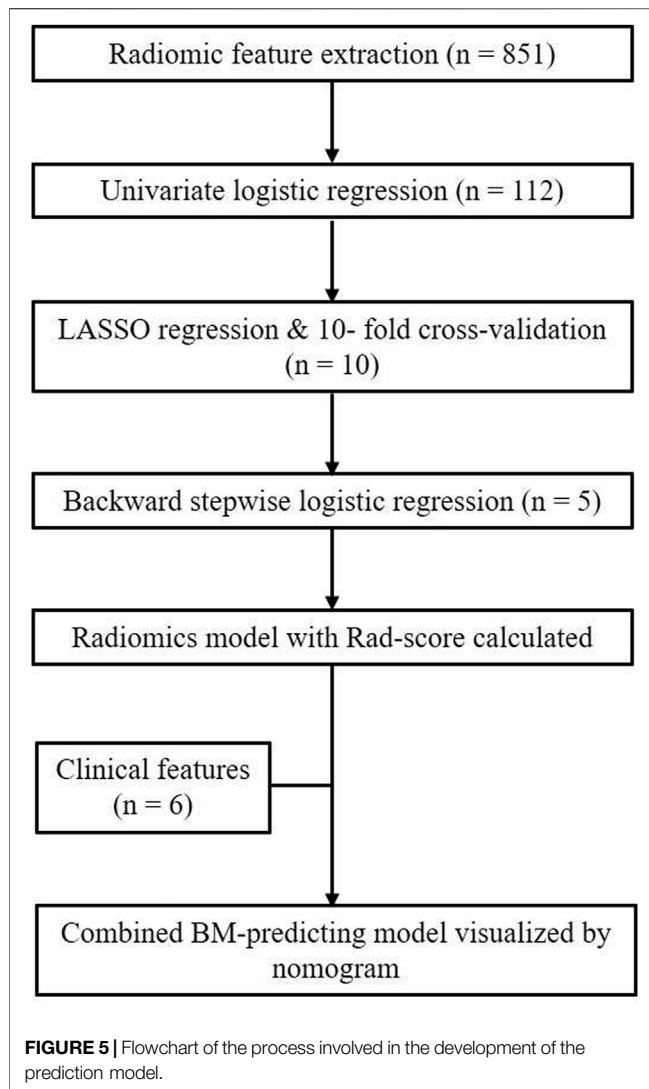 Radiomic feature extraction (n = 851)
Univariate logistic regression (n = 112)
LASSO regression & 10- fold cross-validation
(n = 10)
Backward stepwise logistic regression (n = 5)
Radiomics model with Rad-score calculated
Clinical features
(n = 6)
Combined BM-predicting model visualized by
nomogram
FIGURE 5 | Flowchart of the process involved in the development of the
prediction model.